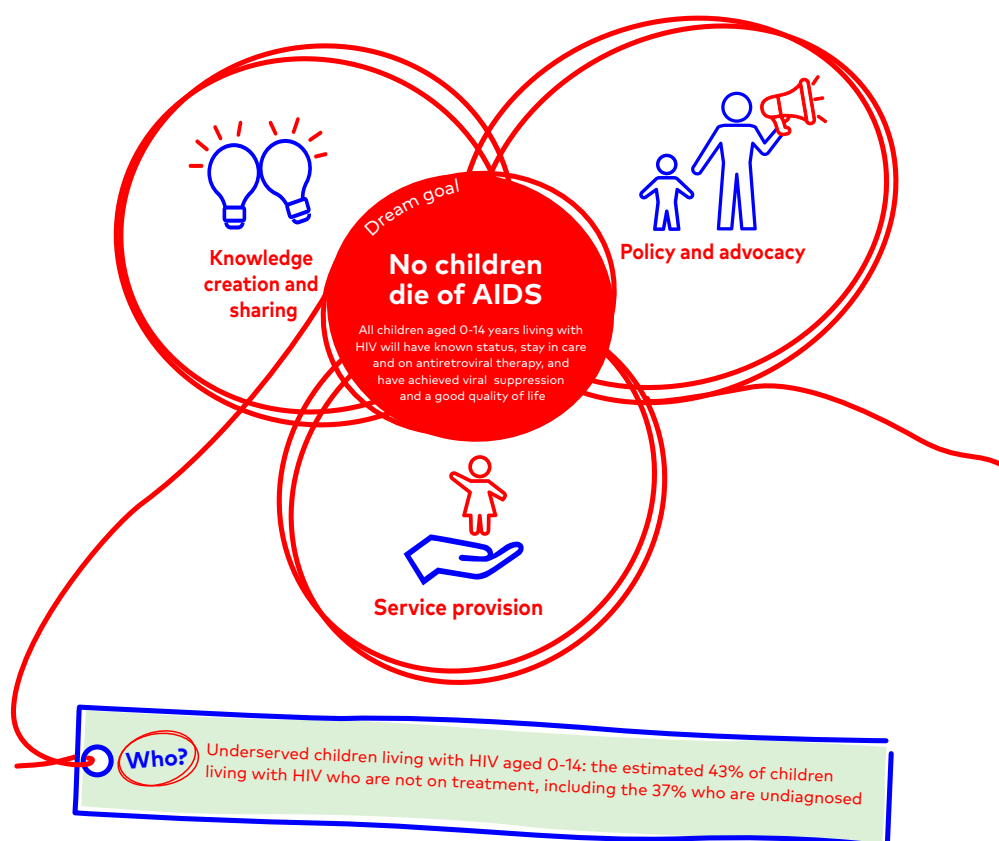 Dream goal
No children
die of AIDS
All children aged 0-14 years living with
HIV will have known status, stay in care
and on antiretroviral therapy, and
have achieved viral suppression
and a good quality of life
Knowledge
creation and
sharing
Policy and advocacy
Service provision
Who?
Underserved children living with HIV aged 0-14: the estimated 43% of children
living with HIV who are not on treatment, including the 37% who are undiagnosed